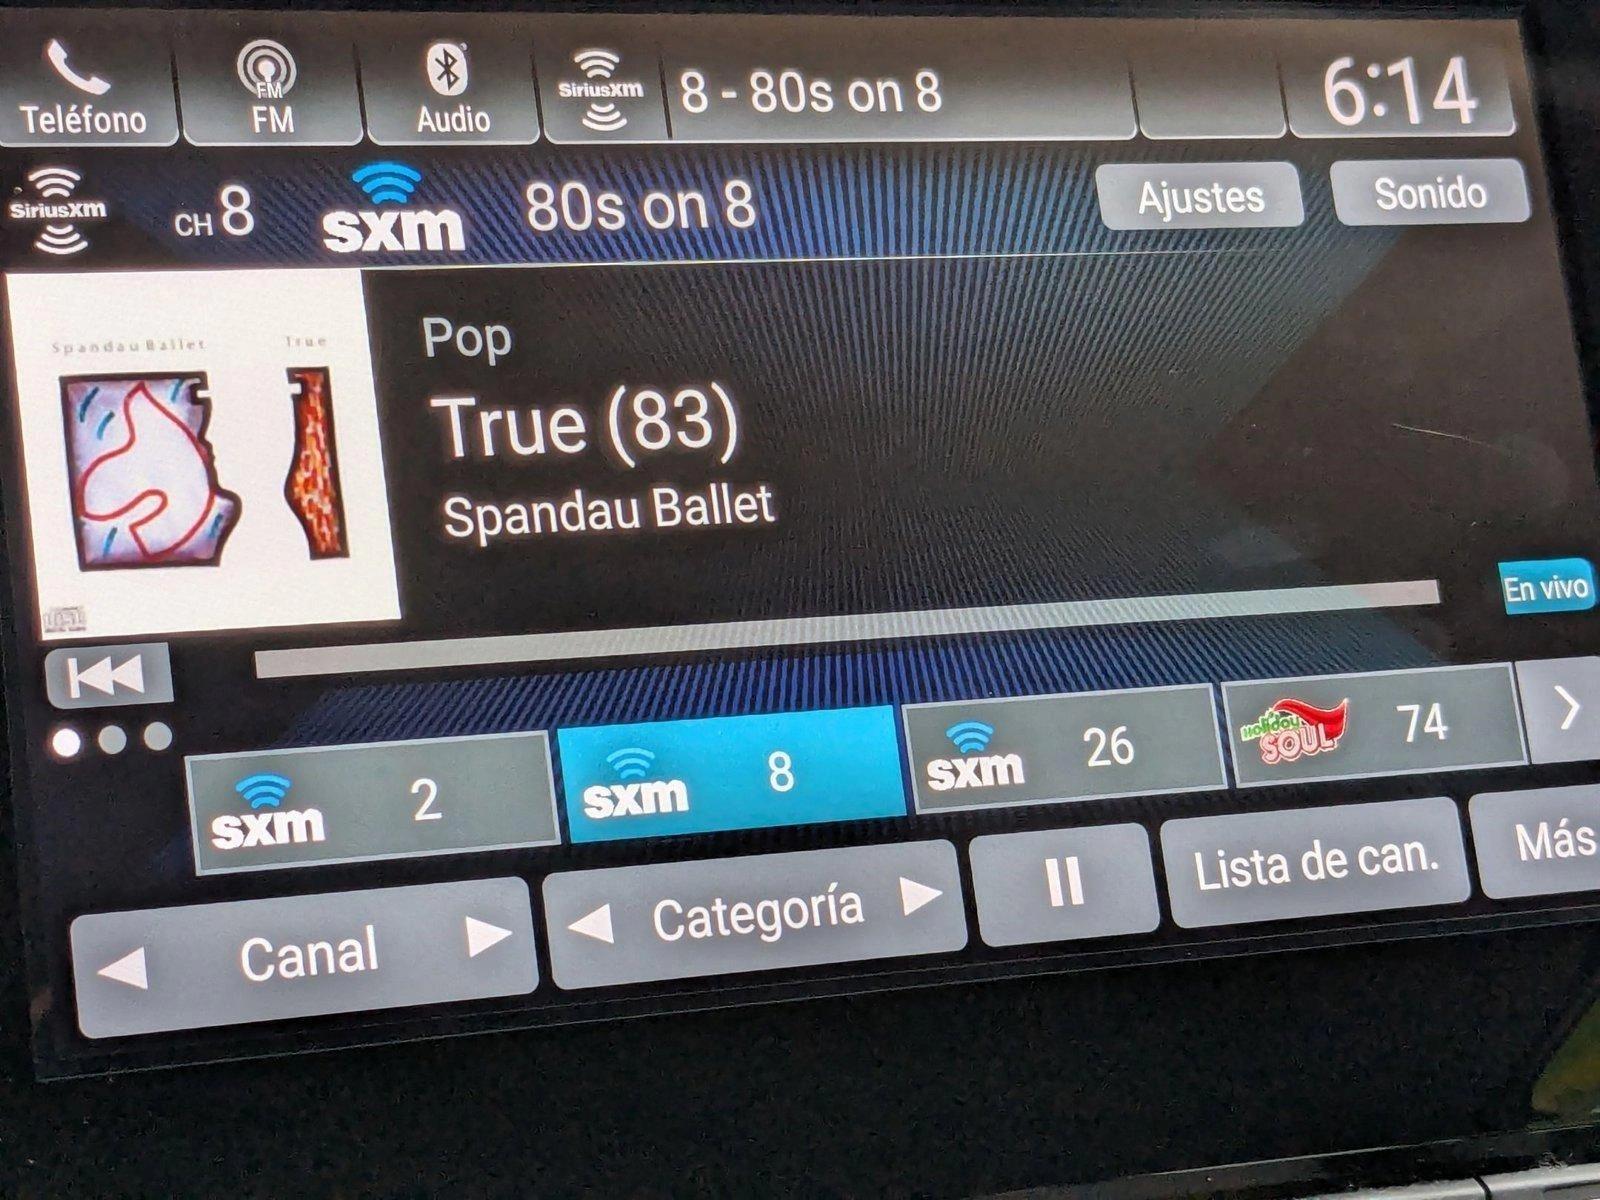 Teléfono
FM
FM
Audio
SiriusXM
8 - 80s on 8
6:14
SiriusXM
CH 8
sxm
80s on 8
Ajustes
Sonido
Spandau Ballet
True
Pop
True (83)
Spandau Ballet
En vivo
sxm 2
sxm 8
sxm 26
Holiday SOUL 74
Canal
Categoría
Lista de can.
Más